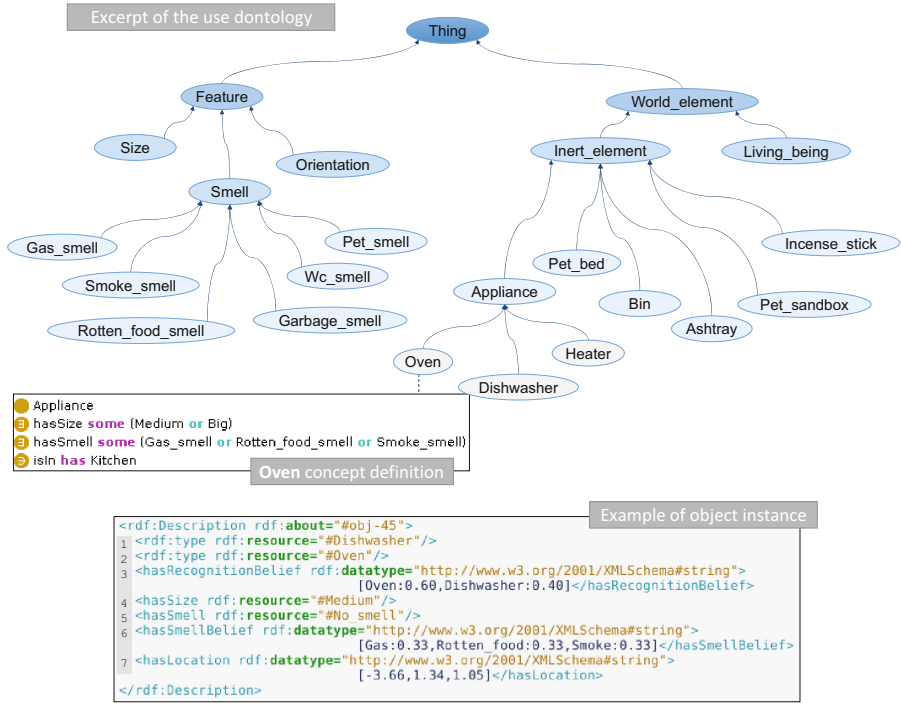 Excerpt of the use dontology
Thing
Feature
World_element
Size
Orientation
Inert_element
Living_being
Smell
Gas_smell
Pet_smell
Incense_stick
Smoke_smell
Wc_smell
Pet_bed
Appliance
Bin
Pet_sandbox
Rotten_food_smell
Garbage_smell
Ashtray
Oven
Heater
Dishwasher
Appliance
hasSize some (Medium or Big)
hasSmell some (Gas_smell or Rotten_food_smell or Smoke_smell)
isIn has Kitchen
Oven concept definition
Example of object instance
<rdf:Description rdf:about="#obj-45">
1 <rdf:type rdf:resource="#Dishwasher"/>
2 <rdf:type rdf:resource="#Oven"/>
3 <hasRecognitionBelief rdf:datatype="http://www.w3.org/2001/XMLSchema#string">
[Oven:0.60,Dishwasher:0.40]</hasRecognitionBelief>
4 <hasSize rdf:resource="#Medium"/>
5 <hasSmell rdf:resource="#No_smell"/>
6 <hasSmellBelief rdf:datatype="http://www.w3.org/2001/XMLSchema#string">
[Gas:0.33,Rotten_food:0.33,Smoke:0.33]</hasSmellBelief>
7 <hasLocation rdf:datatype="http://www.w3.org/2001/XMLSchema#string">
[-3.66,1.34,1.05]</hasLocation>
</rdf:Description>